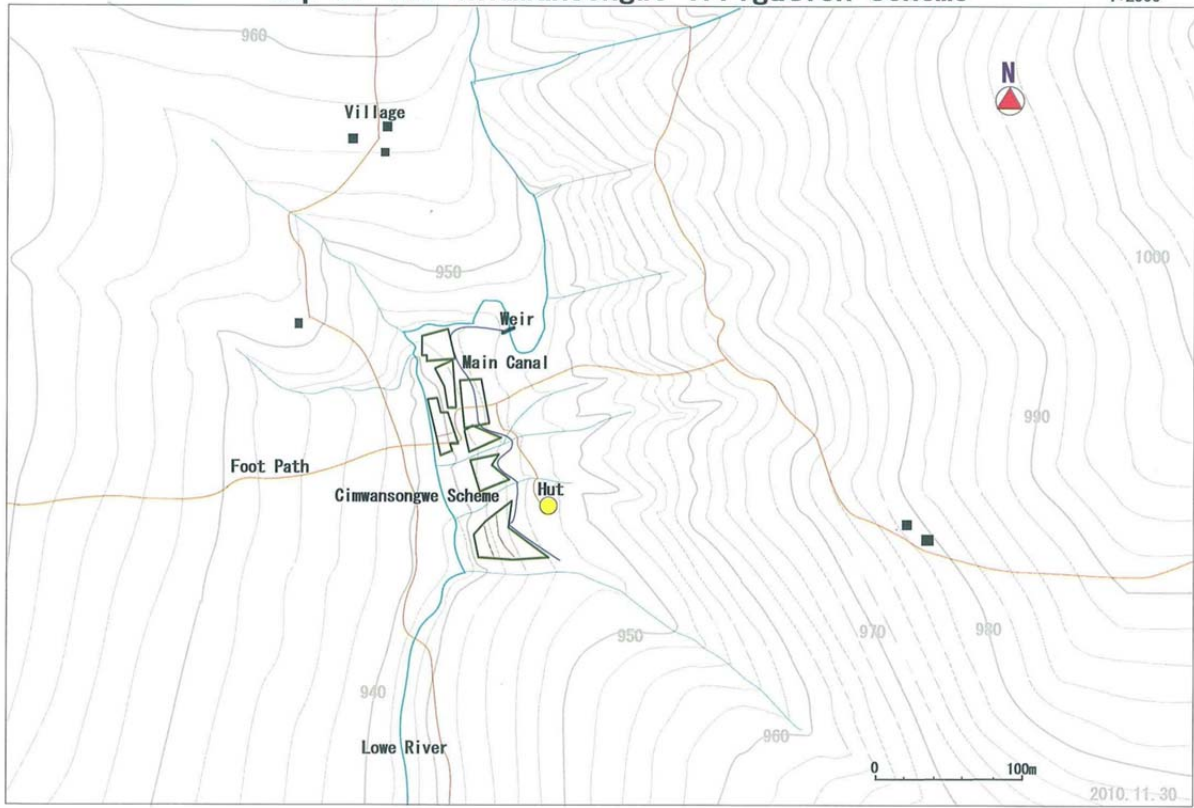 960
N
Village
950
1000
Weir
Main Canal
990
Foot Path
Cimwansongwe Scheme
Hut
950
970
980
940
960
Lowe River
0 100m
2010.11.30